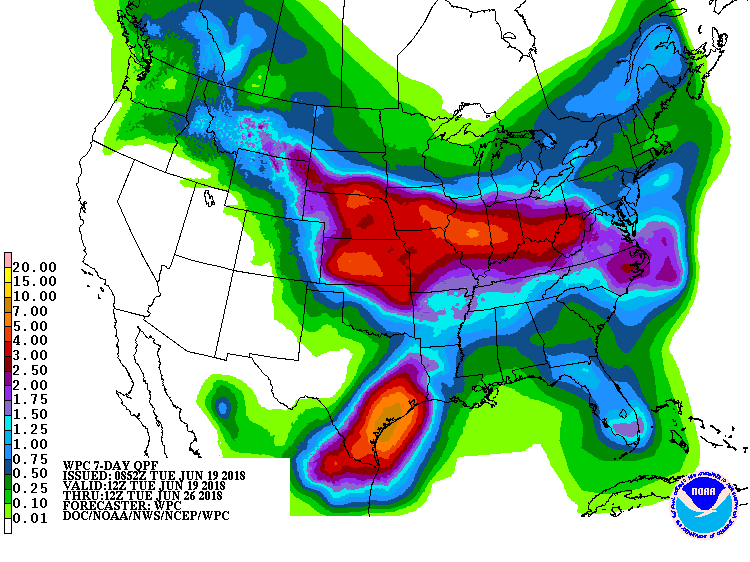 20.00
15.00
10.00
7.00
5.00
4.00
3.00
2.50
2.00
1.75
1.50
1.25
1.00
0.75
0.50
0.25
0.10
0.01
WPC 7-DAY QPF
ISSUED: 0852Z TUE JUN 19 2018
VALID:12Z TUE JUN 19 2018
THRU:12Z TUE JUN 26 2018
FORECASTER: WPC
DOC/NOAA/NWS/NCEP/WPC
NOAA